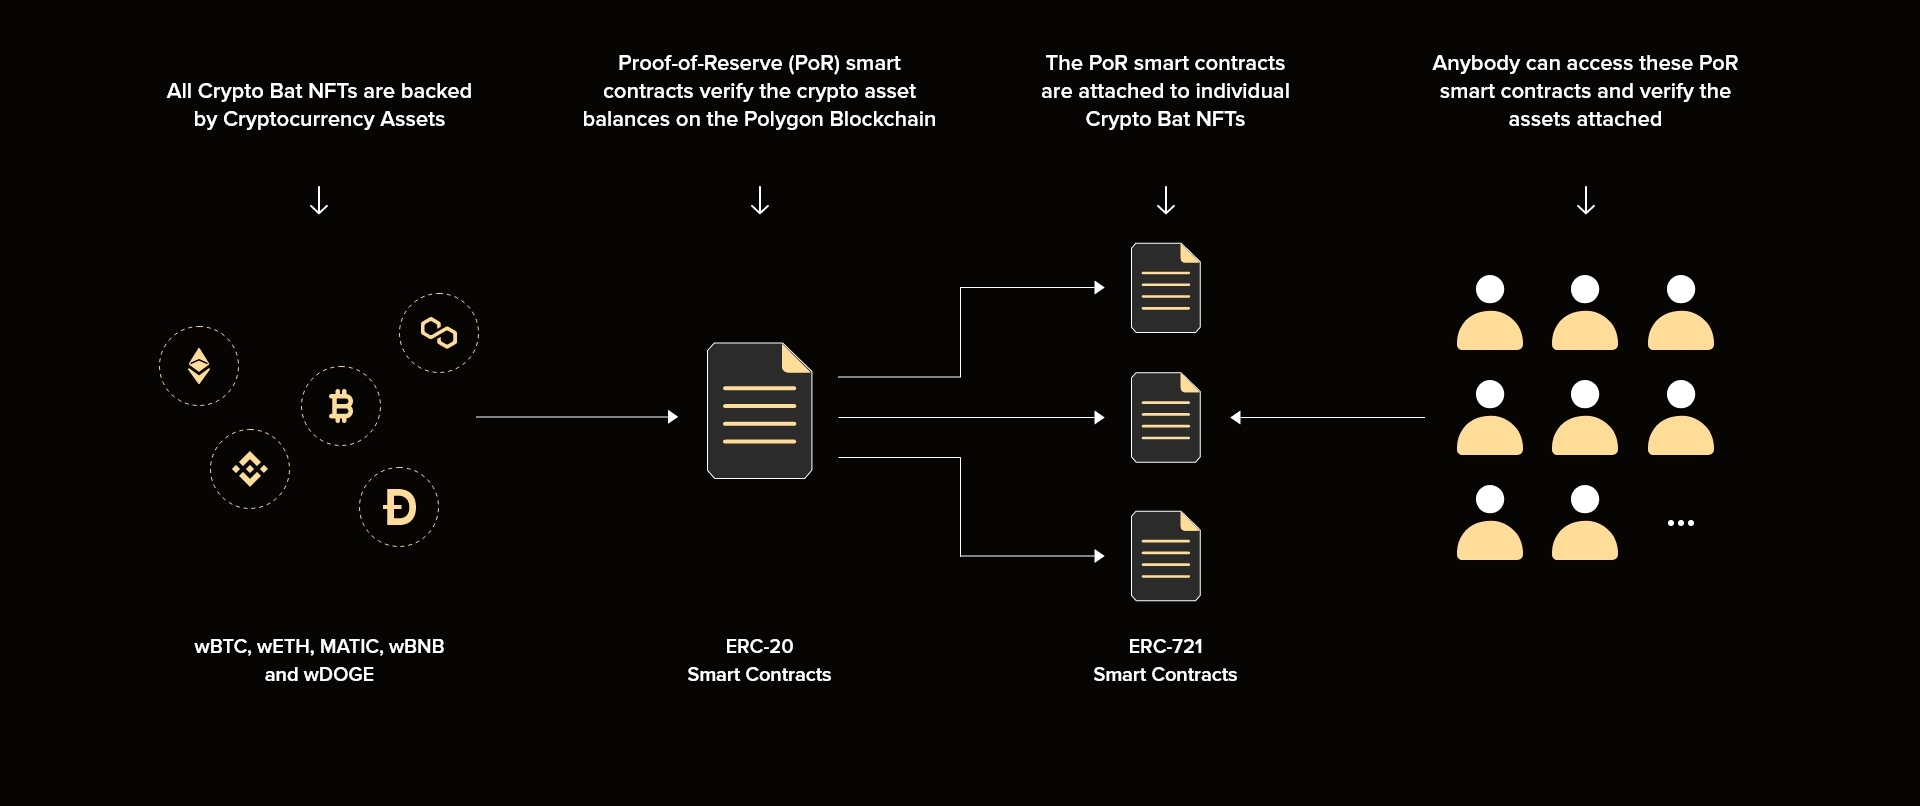 All Crypto Bat NFTs are backed
by Cryptocurrency Assets
Proof-of-Reserve (PoR) smart
contracts verify the crypto asset
balances on the Polygon Blockchain
The PoR smart contracts
are attached to individual
Crypto Bat NFTs
Anybody can access these PoR
smart contracts and verify the
assets attached
wBTC, wETH, MATIC, wBNB
and wDOGE
ERC-20
Smart Contracts
ERC-721
Smart Contracts